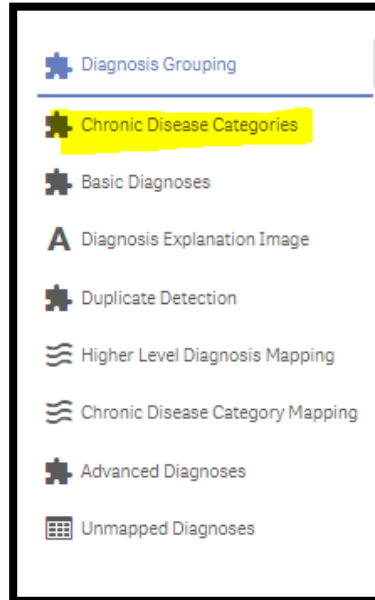 Diagnosis Grouping
Chronic Disease Categories
Basic Diagnoses
A Diagnosis Explanation Image
Duplicate Detection
Higher Level Diagnosis Mapping
Chronic Disease Category Mapping
Advanced Diagnoses
Unmapped Diagnoses